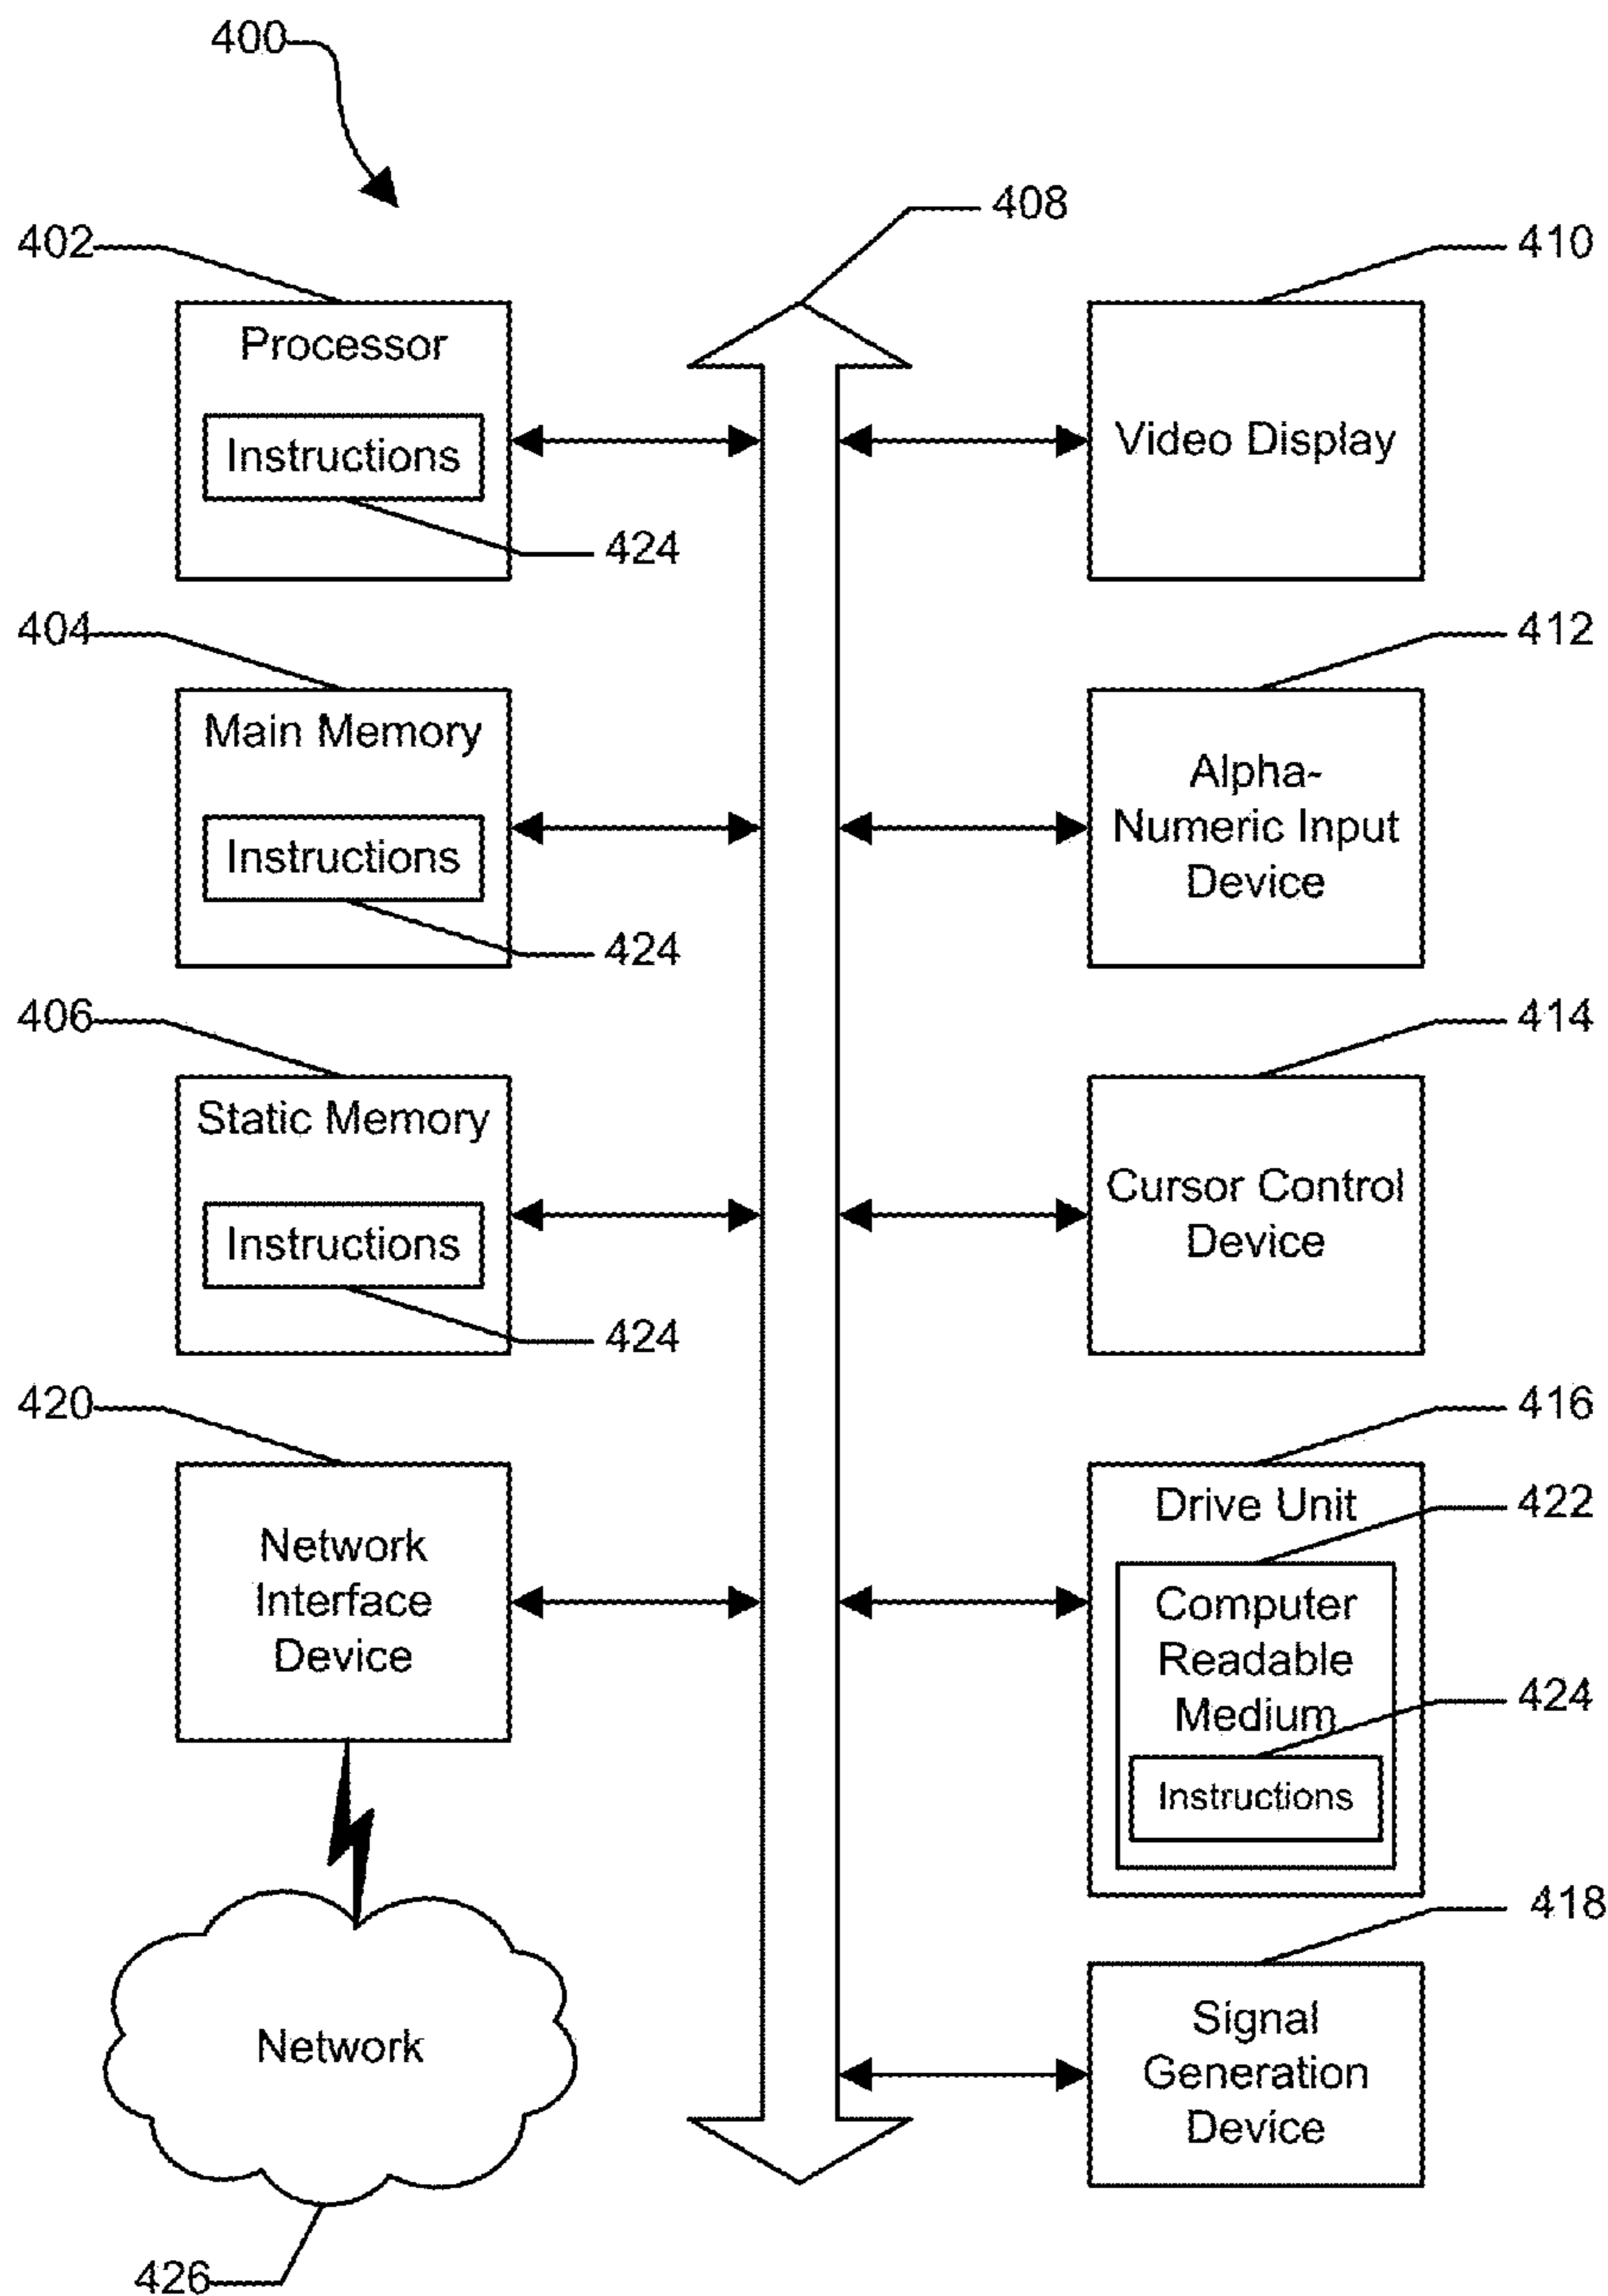 400
408
402
410
Processor
Instructions
424
Video Display
404
412
Main Memory
Instructions
424
Alpha-
Numeric Input
Device
406
414
Static Memory
Instructions
424
Cursor Control
Device
420
416
Network
Interface
Device
Drive Unit
422
Computer
Readable
Medium
424
Instructions
418
Network
Signal
Generation
Device
426